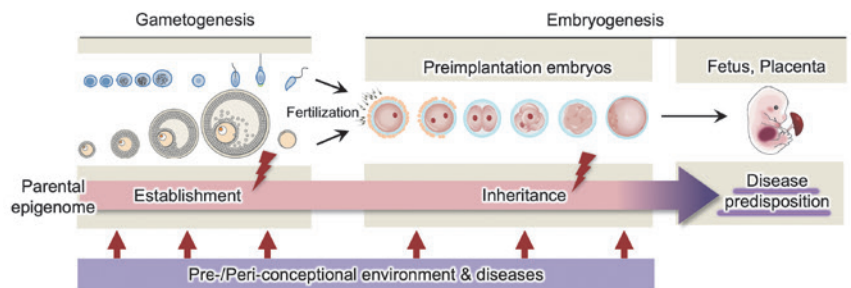 Gametogenesis
Embryogenesis
Preimplantation embryos
Fetus, Placenta
Fertilization
Parental
epigenome
Establishment
Inheritance
Disease
predisposition
Pre-/Peri-conceptional environment & diseases